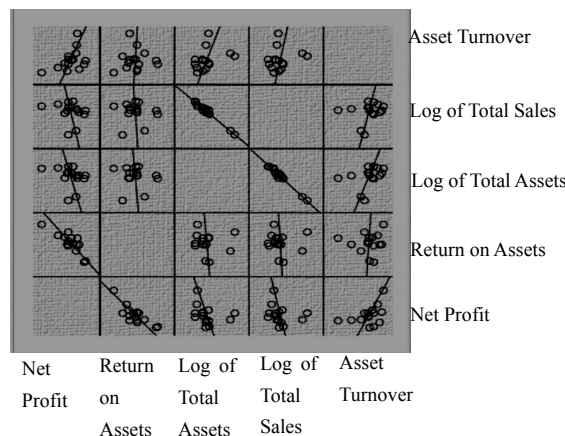 Asset Turnover
Log of Total Sales
Log of Total Assets
Return on Assets
Net Profit
Net
Profit
Return
on
Assets
Log of
Total
Assets
Log of
Total
Sales
Asset
Turnover